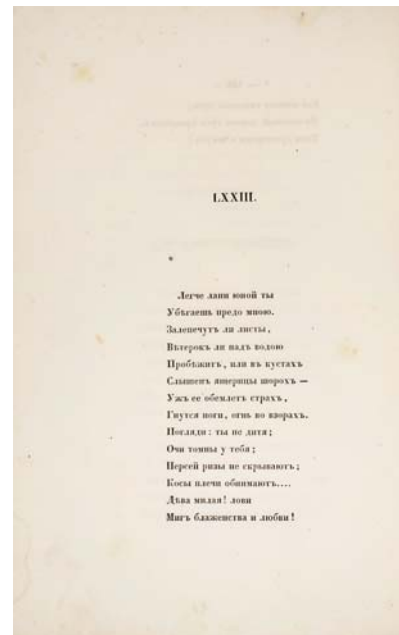 LXXIII.
*
Легче лани юной ты
Убѣгаешь предо мною.
Залепечутъ ли листы,
Вѣтерокъ ли надъ водою
Пробѣжитъ, или въ кустахъ
Слышенъ ящерицы шорохъ —
Ужъ ее обемлетъ страхъ,
Гнутся ноги, огнь во взорахъ.
Погляди: ты не дитя;
Очи томны у тебя;
Персей ризы не скрываютъ;
Косы плечи обнимаютъ....
Дѣва милая! лови
Мигъ блаженства и любви!